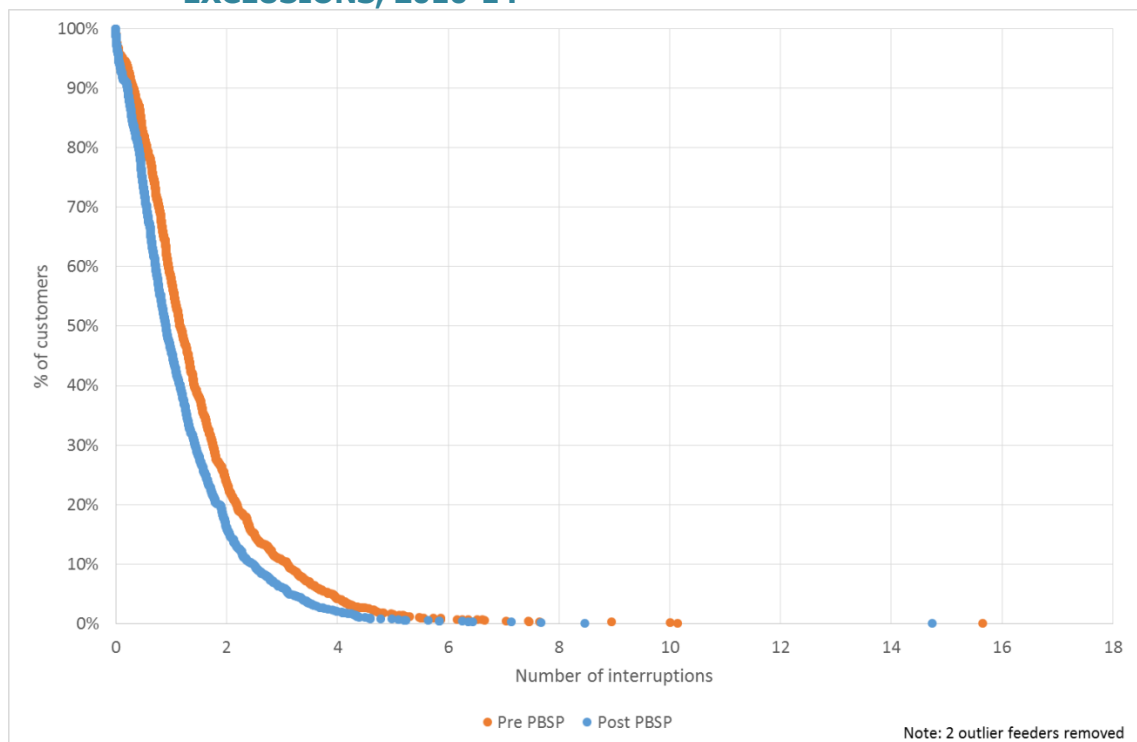 100%
90%
80%
70%
60%
50%
40%
30%
20%
10%
0%
% of customers
0 2 4 6 8 10 12 14 16 18
Number of interruptions
Pre PBSP Post PBSP
Note: 2 outlier feeders removed